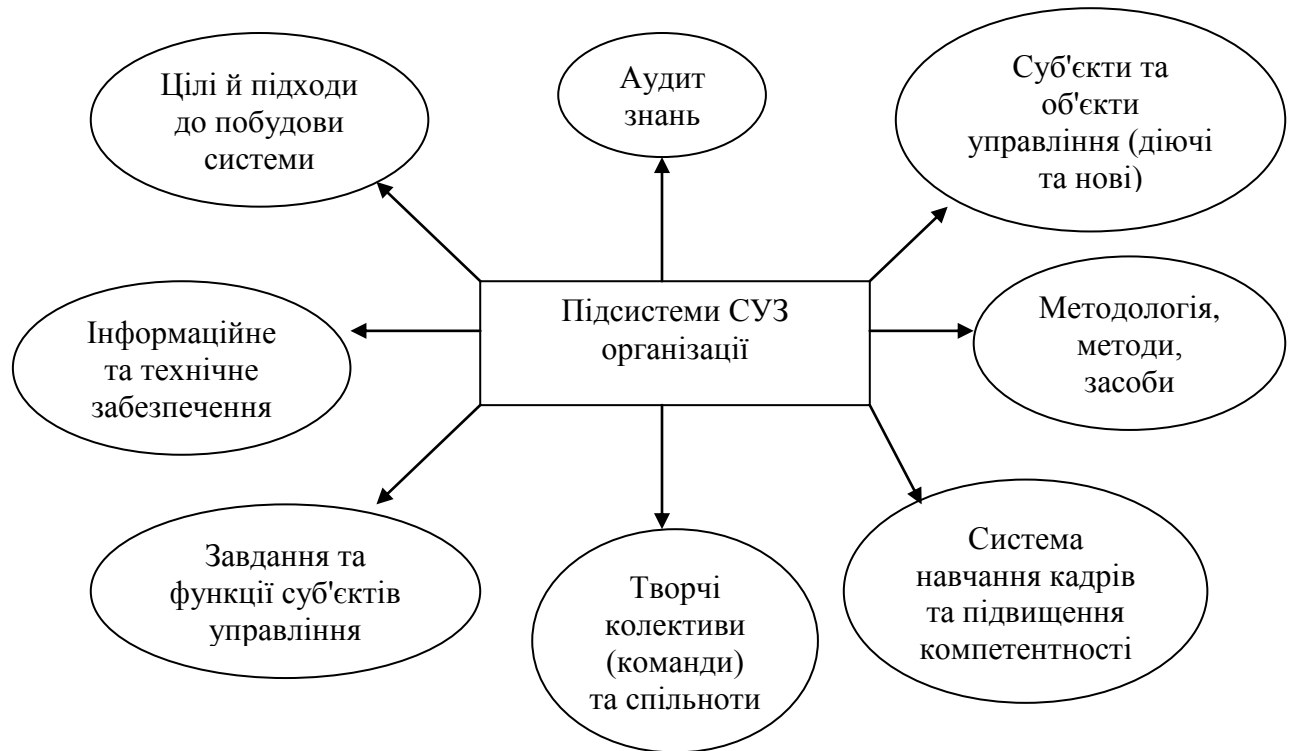 Цілі й підходи
до побудови
системи
Аудит
знань
Суб'єкти та
об'єкти
управління (діючі
та нові)
Підсистеми СУЗ
організації
Інформаційне
та технічне
забезпечення
Методологія,
методи,
засоби
Завдання та
функції суб'єктів
управління
Творчі
колективи
(команди)
та спільноти
Система
навчання кадрів
та підвищення
компетентності